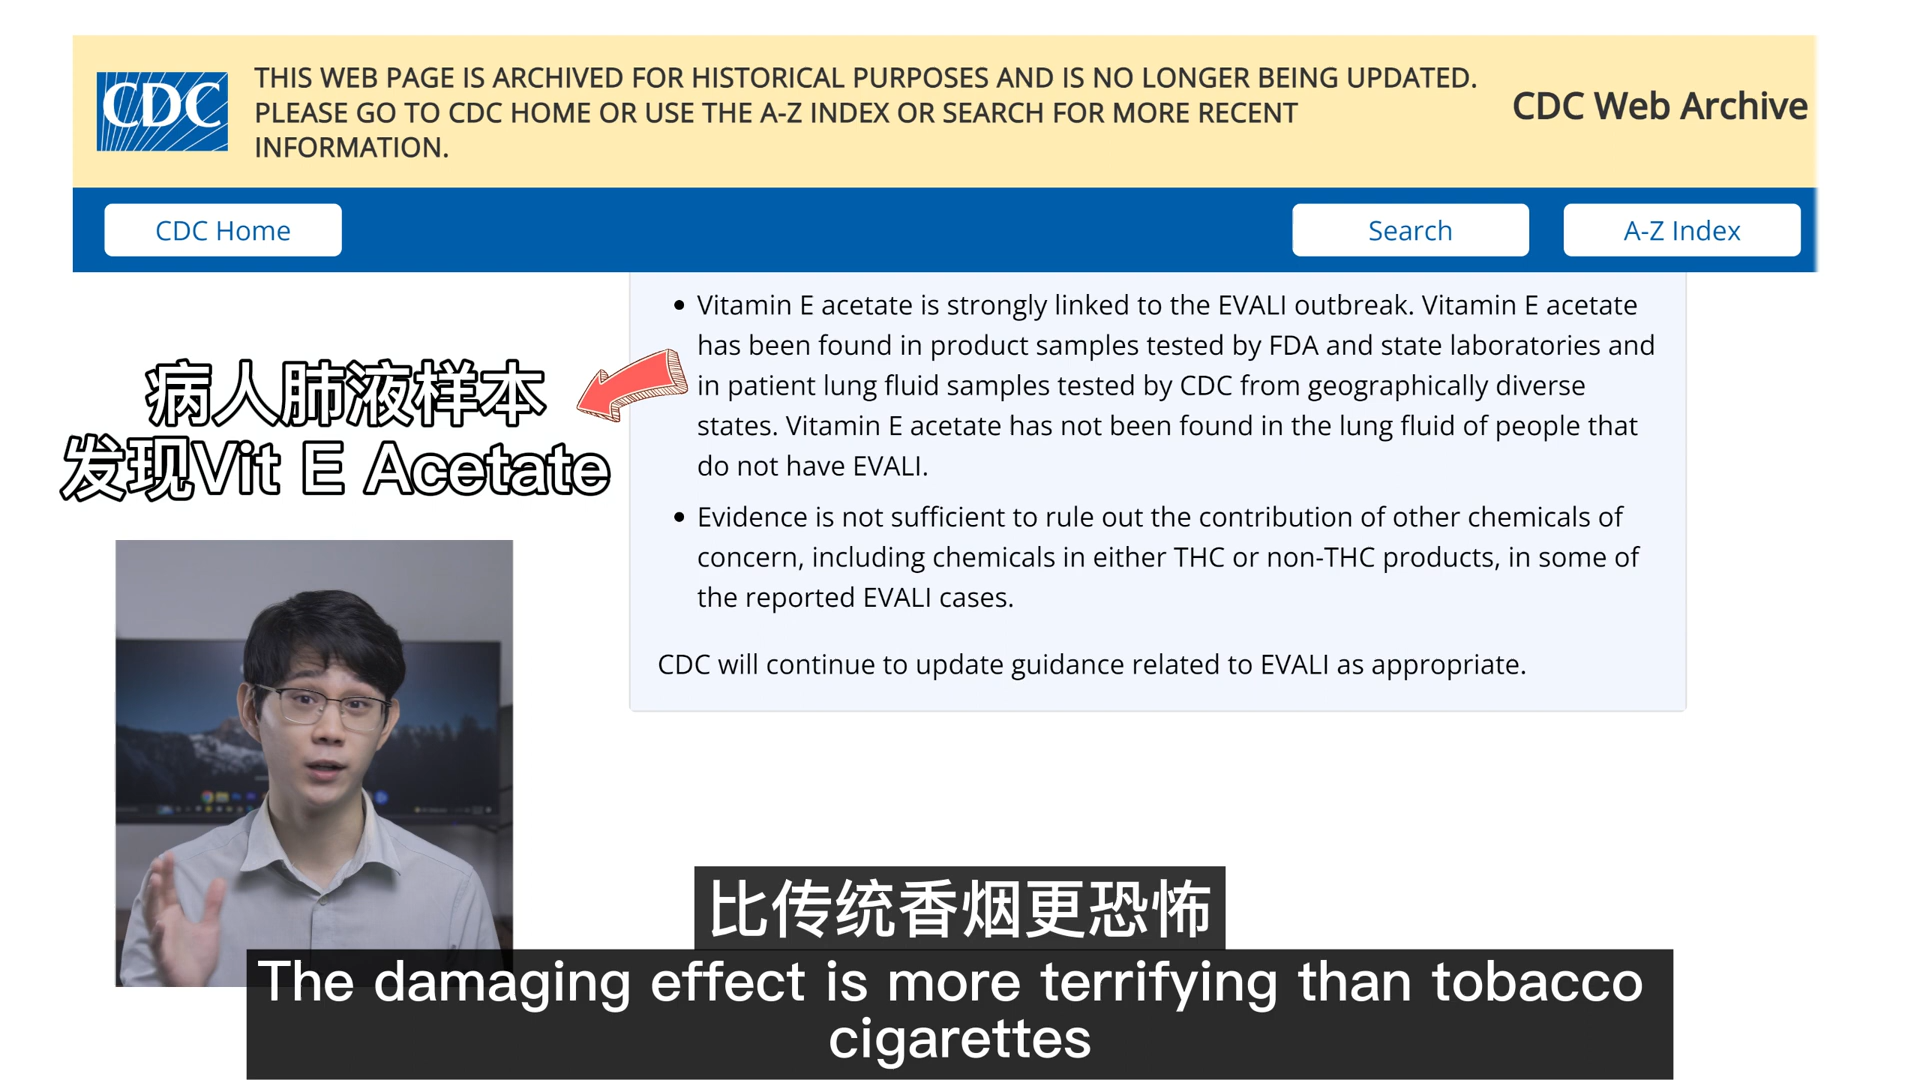 CDC
THIS WEB PAGE IS ARCHIVED FOR HISTORICAL PURPOSES AND IS NO LONGER BEING UPDATED.
PLEASE GO TO CDC HOME OR USE THE A-Z INDEX OR SEARCH FOR MORE RECENT
INFORMATION.
CDC Web Archive
CDC Home
Search
A-Z Index
• Vitamin E acetate is strongly linked to the EVALI outbreak. Vitamin E acetate
has been found in product samples tested by FDA and state laboratories and
in patient lung fluid samples tested by CDC from geographically diverse
states. Vitamin E acetate has not been found in the lung fluid of people that
do not have EVALI.
• Evidence is not sufficient to rule out the contribution of other chemicals of
concern, including chemicals in either THC or non-THC products, in some of
the reported EVALI cases.
CDC will continue to update guidance related to EVALI as appropriate.
病人肺液样本
发现Vit E Acetate
比传统香烟更恐怖
The damaging effect is more terrifying than tobacco
cigarettes